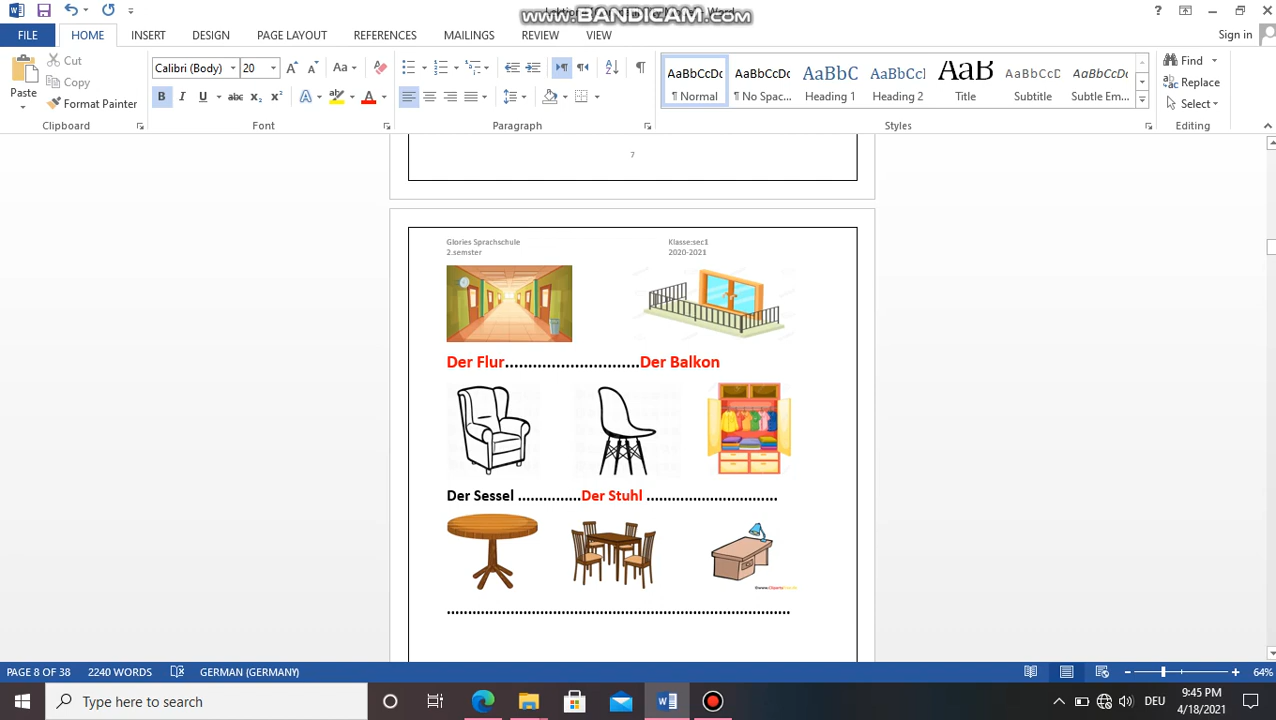 www.BANDICAM.com
Word
? Sign in
FILE HOME INSERT DESIGN PAGE LAYOUT REFERENCES MAILINGS REVIEW VIEW
Paste
Cut
Copy
Format Painter
Calibri (Body) 20
Clipboard Font Paragraph Styles Editing
AaBbCcDc AaBbCcDc AaBbC AaBbCcI AaB AaBbCcD AaBbCcDc
¶ Normal ¶ No Spac... Heading 1 Heading 2 Title Subtitle Subtle Em...
Find
Replace
Select
7
Glories Sprachschule Klasse:sec1
2.semster 2020-2021
Der Flur.............................Der Balkon
Der Sessel ...............Der Stuhl ...............................
.................................................................................
PAGE 8 OF 38 2240 WORDS GERMAN (GERMANY) 64%
Type here to search
DEU
9:45 PM
4/18/2021